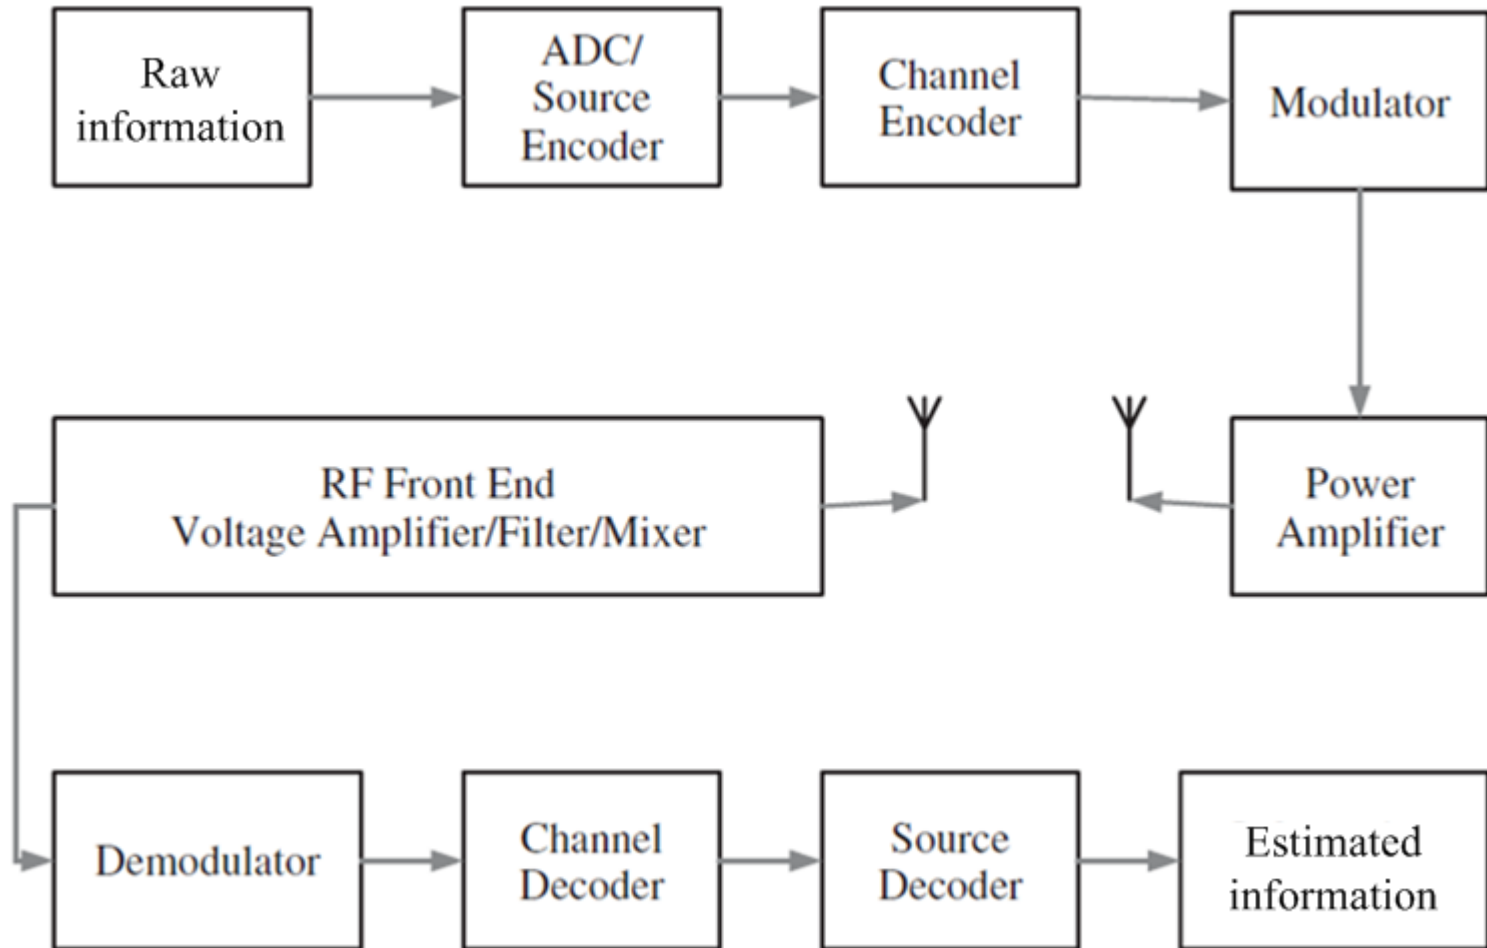 Raw
information
ADC/
Source
Encoder
Channel
Encoder
Modulator
RF Front End
Voltage Amplifier/Filter/Mixer
Power
Amplifier
Demodulator
Channel
Decoder
Source
Decoder
Estimated
information